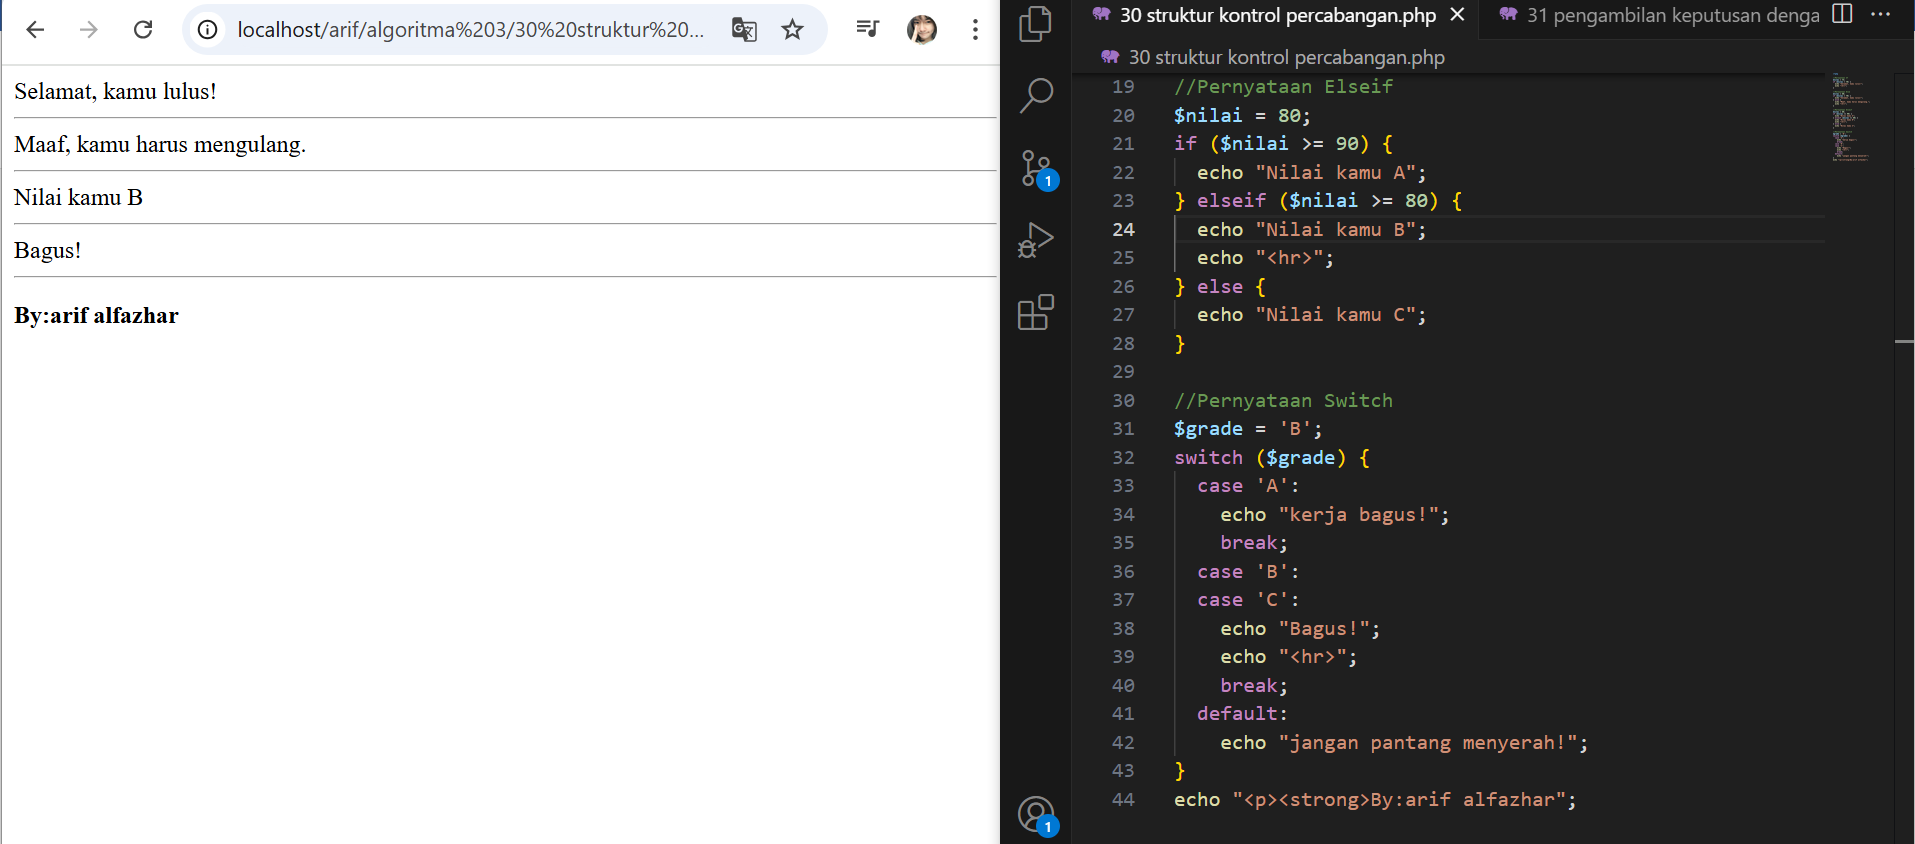 localhost/arif/algoritma%203/30%20struktur%20...
Selamat, kamu lulus!
Maaf, kamu harus mengulang.
Nilai kamu B
Bagus!
By:arif alfazhar
1
1
30 struktur kontrol percabangan.php
31 pengambilan keputusan denga
30 struktur kontrol percabangan.php
19 //Pernyataan Elseif
20 $nilai = 80;
21 if ($nilai >= 90) {
22 echo "Nilai kamu A";
23 } elseif ($nilai >= 80) {
24 echo "Nilai kamu B";
25 echo "<hr>";
26 } else {
27 echo "Nilai kamu C";
28 }
29
30 //Pernyataan Switch
31 $grade = 'B';
32 switch ($grade) {
33 case 'A':
34 echo "kerja bagus!";
35 break;
36 case 'B':
37 case 'C':
38 echo "Bagus!";
39 echo "<hr>";
40 break;
41 default:
42 echo "jangan pantang menyerah!";
43 }
44 echo "<p><strong>By:arif alfazhar";